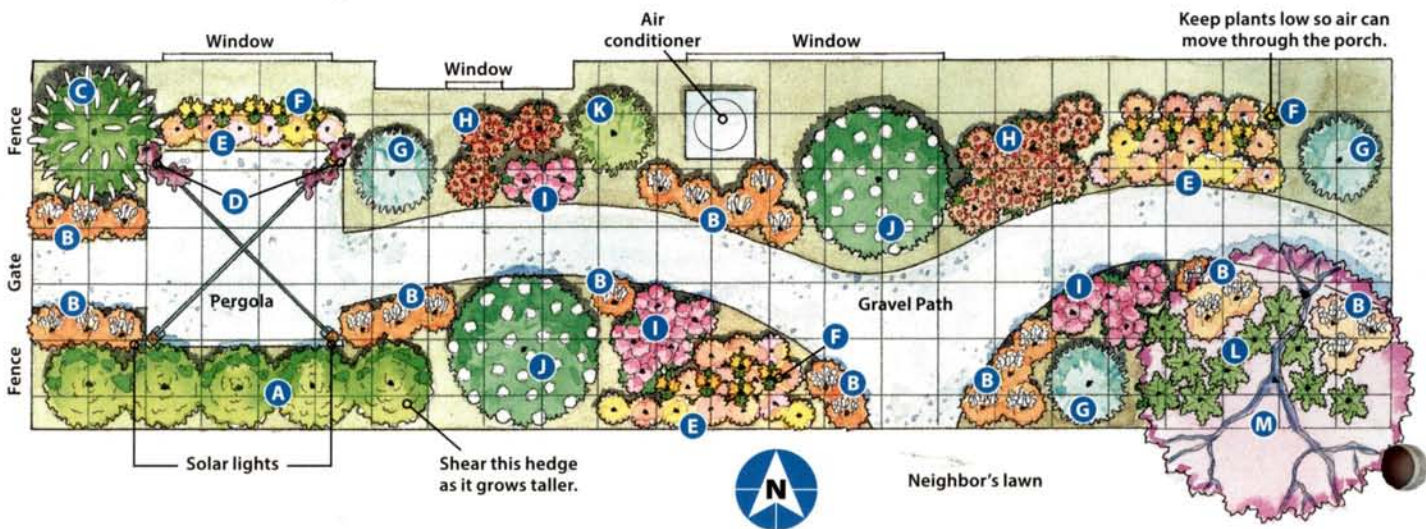 Window
Window
Air
conditioner
Window
Keep plants low so air can
move through the porch.
Fence
Gate
Fence
C
F
E
D
G
H
I
K
B
J
H
F
E
G
B
B
Pergola
B
A
J
B
I
F
E
B
Gravel Path
I
B
B
L
B
G
M
Solar lights
Shear this hedge
as it grows taller.
N
Neighbor's lawn